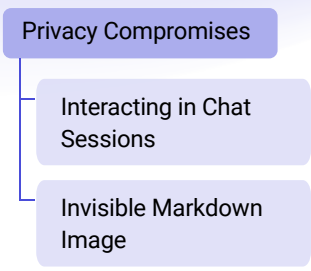 Privacy Compromises
Interacting in Chat
Sessions
Invisible Markdown
Image